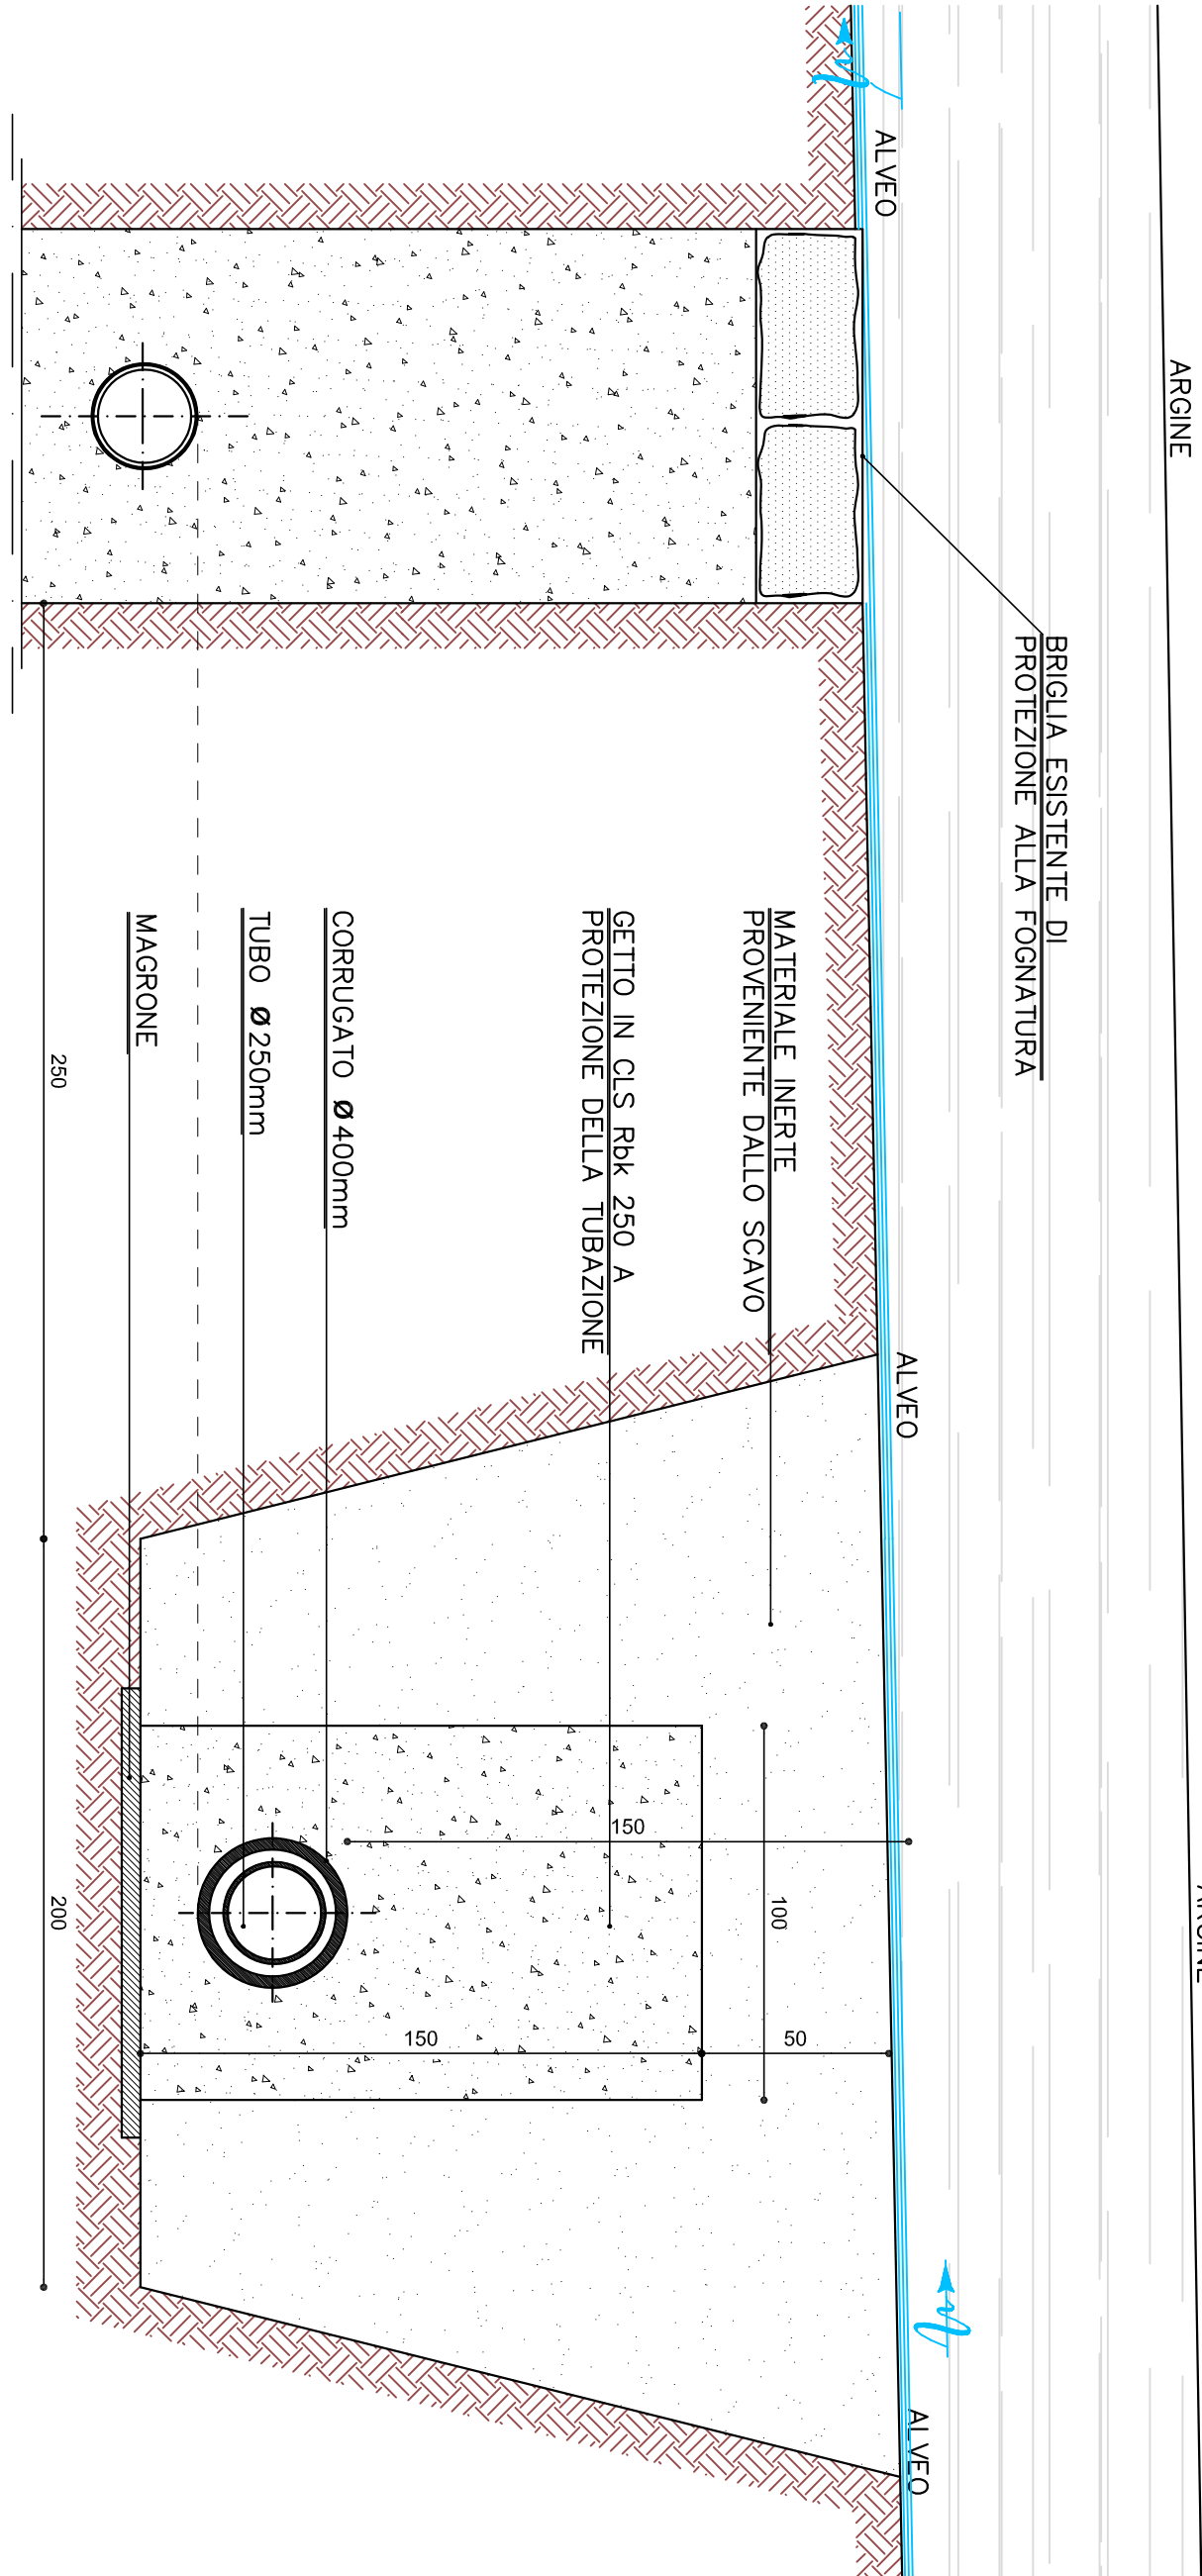 ARGINE
ARGINE
BRIGLIA ESISTENTE DI
PROTEZIONE ALLA FOGNATURA
ALVEO
ALVEO
ALVEO
MATERIALE INERTE
PROVENIENTE DALLO SCAVO
GETTO IN CLS Rbk 250 A
PROTEZIONE DELLA TUBAZIONE
CORRUGATO Ø400mm
TUBO Ø250mm
MAGRONE
50
100
150
150
250
200